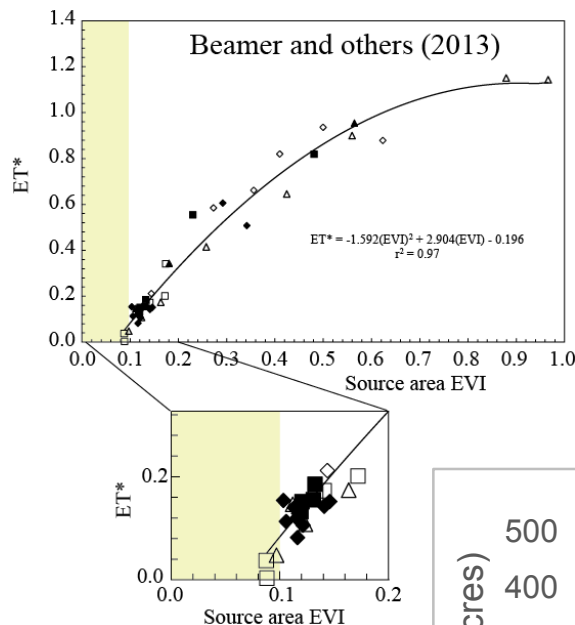 Beamer and others (2013)
1.4
1.2
1.0
0.8
0.6
0.4
0.2
0.0
ET*
ET* = -1.592(EVI)² + 2.904(EVI) - 0.196
r² = 0.97
0.0 0.1 0.2 0.3 0.4 0.5 0.6 0.7 0.8 0.9 1.0
Source area EVI
ET*
0.2
0.0
0.0 0.1 0.2
Source area EVI
500
400
cres)